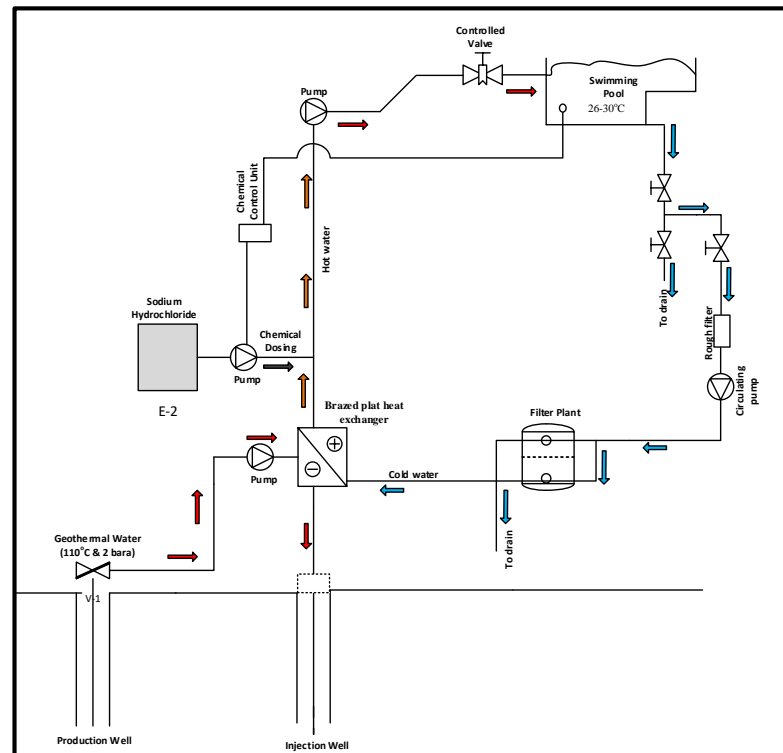 Controlled
Valve
Pump
Swimming
Pool
26-30°C
Chemical
Control Unit
Hot water
To drain
Rough filter
Circulating
pump
Sodium
Hydrochloride
E-2
Pump
Chemical
Dosing
Brazed plat heat
exchanger
Filter Plant
Pump
Cold water
To drain
Geothermal Water
(110°C & 2 bara)
V-1
Production Well
Injection Well